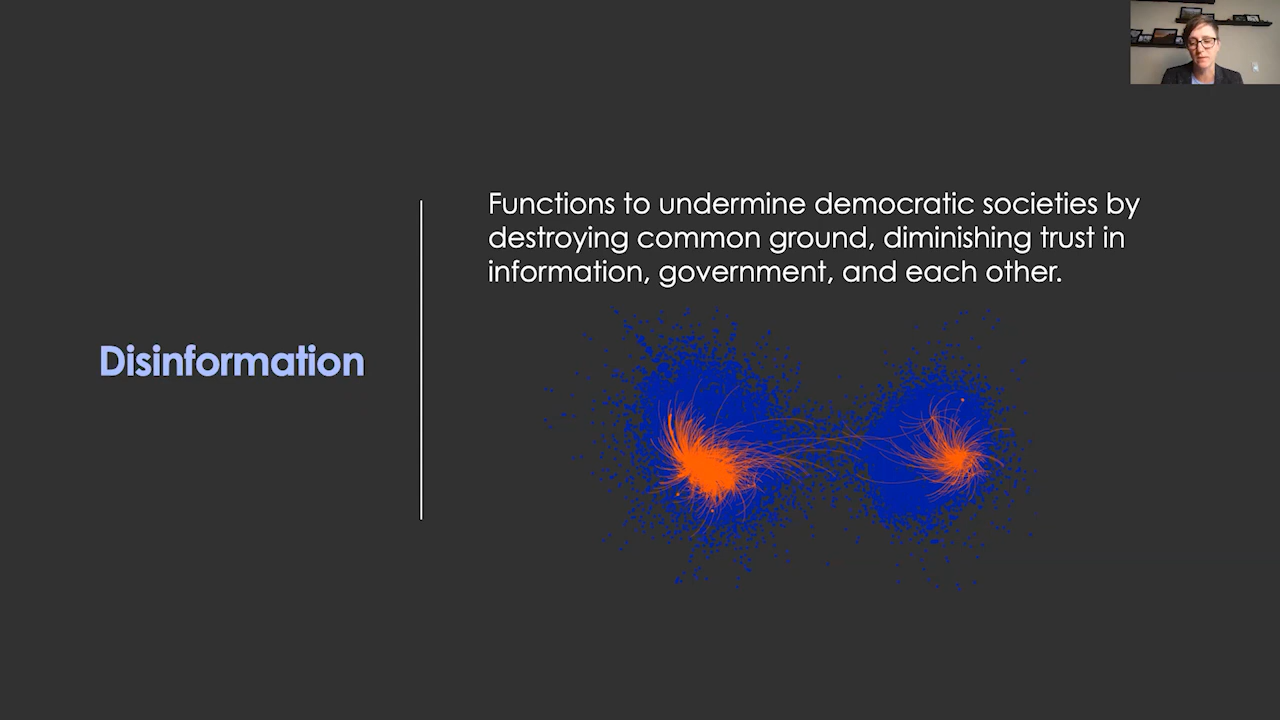 Functions to undermine democratic societies by
destroying common ground, diminishing trust in
information, government, and each other.
Disinformation